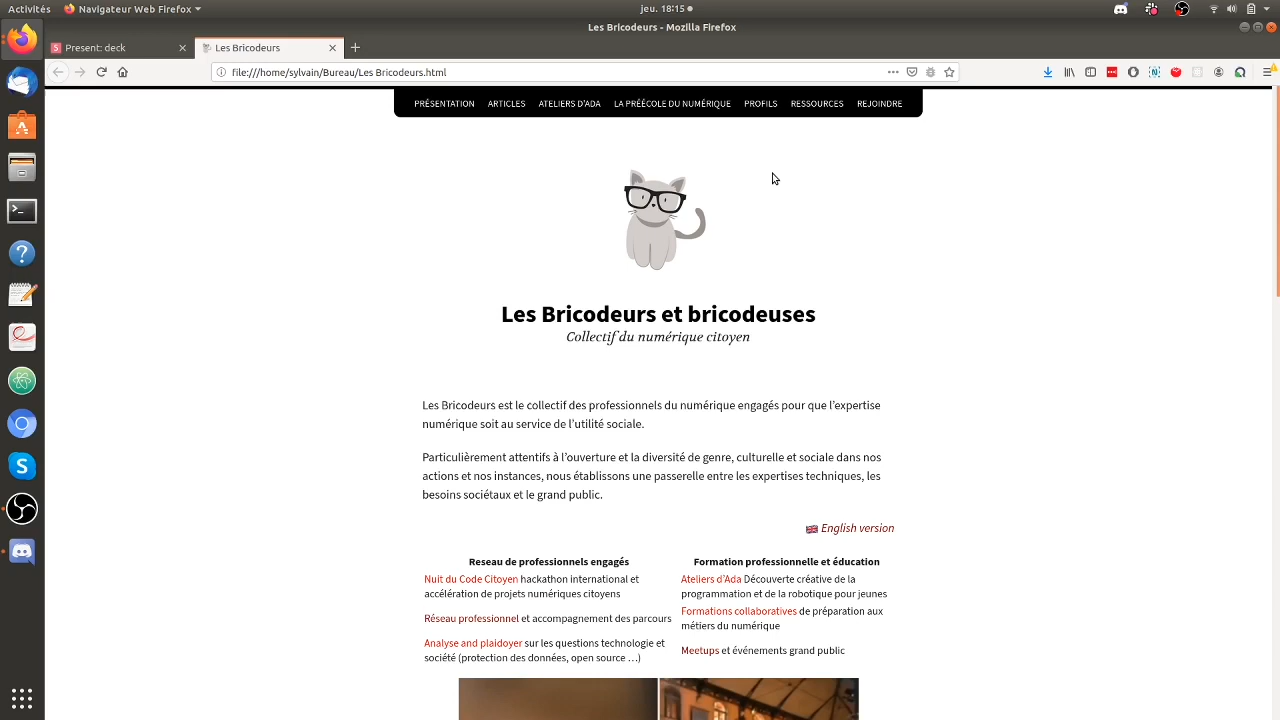 Activités
Navigateur Web Firefox
jeu. 18:15
Les Bricodeurs - Mozilla Firefox
Present: deck
Les Bricodeurs
file:///home/sylvain/Bureau/Les Bricodeurs.html
PRÉSENTATION ARTICLES ATELIERS D'ADA LA PRÉÉCOLE DU NUMÉRIQUE PROFILS RESSOURCES REJOINDRE
Les Bricodeurs et bricodeuses
Collectif du numérique citoyen
Les Bricodeurs est le collectif des professionnels du numérique engagés pour que l'expertise
numérique soit au service de l'utilité sociale.
Particulièrement attentifs à l'ouverture et la diversité de genre, culturelle et sociale dans nos
actions et nos instances, nous établissons une passerelle entre les expertises techniques, les
besoins sociétaux et le grand public.
English version
Reseau de professionnels engagés
Nuit du Code Citoyen hackathon international et
accélération de projets numériques citoyens
Réseau professionnel et accompagnement des parcours
Analyse and plaidoyer sur les questions technologie et
société (protection des données, open source …)
Formation professionnelle et éducation
Ateliers d'Ada Découverte créative de la
programmation et de la robotique pour jeunes
Formations collaboratives de préparation aux
métiers du numérique
Meetups et événements grand public